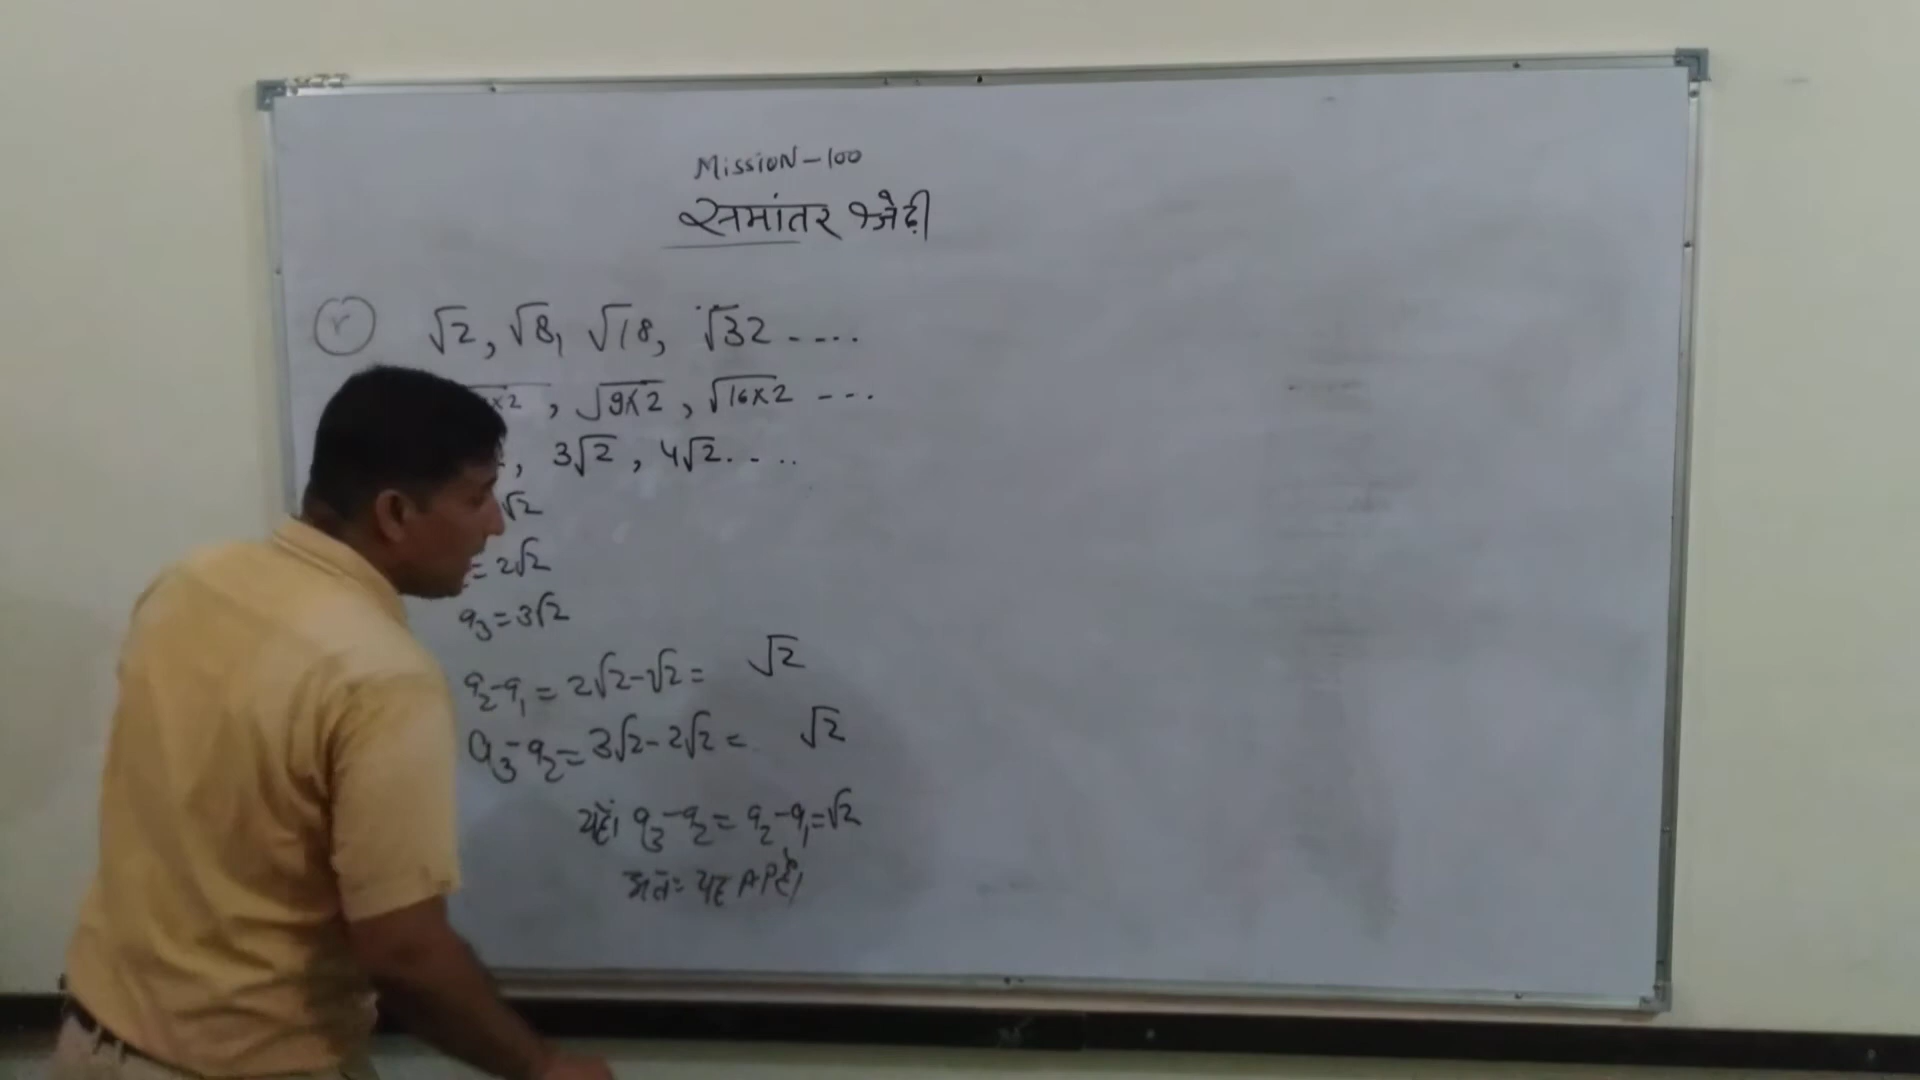 MISSION-100
समांतर श्रेढ़ी
√2, √8, √18, √32 ....
×2, √9×2, √16×2 ---
, 3√2, 4√2....
√2
= 2√2
a3 = 3√2
a2-a1 = 2√2-√2 = √2
a3-a2 = 3√2-2√2 = √2
यहाँ a3-a2 = a2-a1 = √2
अतः यह AP है।